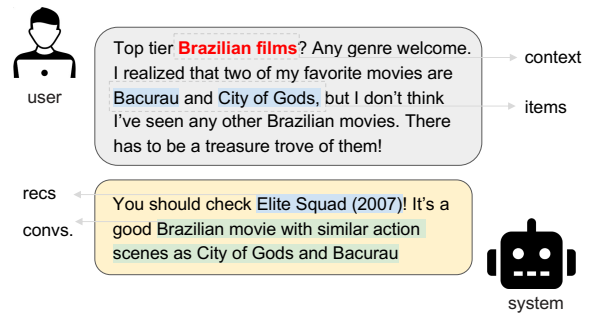 Top tier Brazilian films? Any genre welcome.
I realized that two of my favorite movies are
Bacurau and City of Gods, but I don't think
I've seen any other Brazilian movies. There
has to be a treasure trove of them!
context
items
user
recs
convs.
You should check Elite Squad (2007)! It's a
good Brazilian movie with similar action
scenes as City of Gods and Bacurau
system